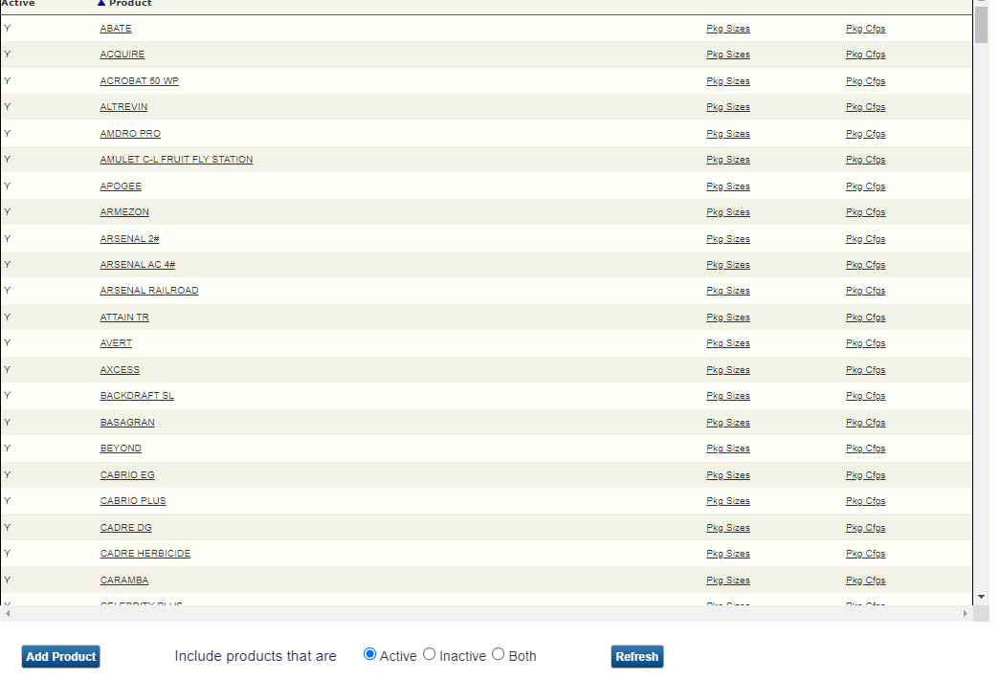 Active Product
Y ABATE Pkg Sizes Pkg Cfgs
Y ACQUIRE Pkg Sizes Pkg Cfgs
Y ACROBAT 50 WP Pkg Sizes Pkg Cfgs
Y ALTREVIN Pkg Sizes Pkg Cfgs
Y AMDRO PRO Pkg Sizes Pkg Cfgs
Y AMULET C-L FRUIT FLY STATION Pkg Sizes Pkg Cfgs
Y APOGEE Pkg Sizes Pkg Cfgs
Y ARMEZON Pkg Sizes Pkg Cfgs
Y ARSENAL 2# Pkg Sizes Pkg Cfgs
Y ARSENAL AC 4# Pkg Sizes Pkg Cfgs
Y ARSENAL RAILROAD Pkg Sizes Pkg Cfgs
Y ATTAIN TR Pkg Sizes Pkg Cfgs
Y AVERT Pkg Sizes Pkg Cfgs
Y AXCESS Pkg Sizes Pkg Cfgs
Y BACKDRAFT SL Pkg Sizes Pkg Cfgs
Y BASAGRAN Pkg Sizes Pkg Cfgs
Y BEYOND Pkg Sizes Pkg Cfgs
Y CABRIO EG Pkg Sizes Pkg Cfgs
Y CABRIO PLUS Pkg Sizes Pkg Cfgs
Y CADRE DG Pkg Sizes Pkg Cfgs
Y CADRE HERBICIDE Pkg Sizes Pkg Cfgs
Y CARAMBA Pkg Sizes Pkg Cfgs
Y CELEBRITY PLUS Pkg Sizes Pkg Cfgs
Add Product Include products that are Active Inactive Both Refresh